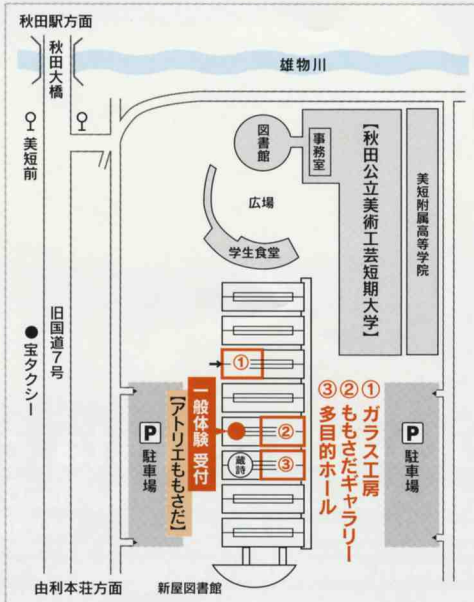 秋田駅方面
秋田大橋
雄物川
美短前
図書館
事務室
【秋田公立美術工芸短期大学】
美短附属高等学院
広場
学生食堂
旧国道7号
宝タクシー
①
②
③
蔵詩
一般体験 受付
【アトリエももさだ】
① ガラス工房
② ももさだギャラリー
③ 多目的ホール
P
駐車場
P
駐車場
由利本荘方面
新屋図書館